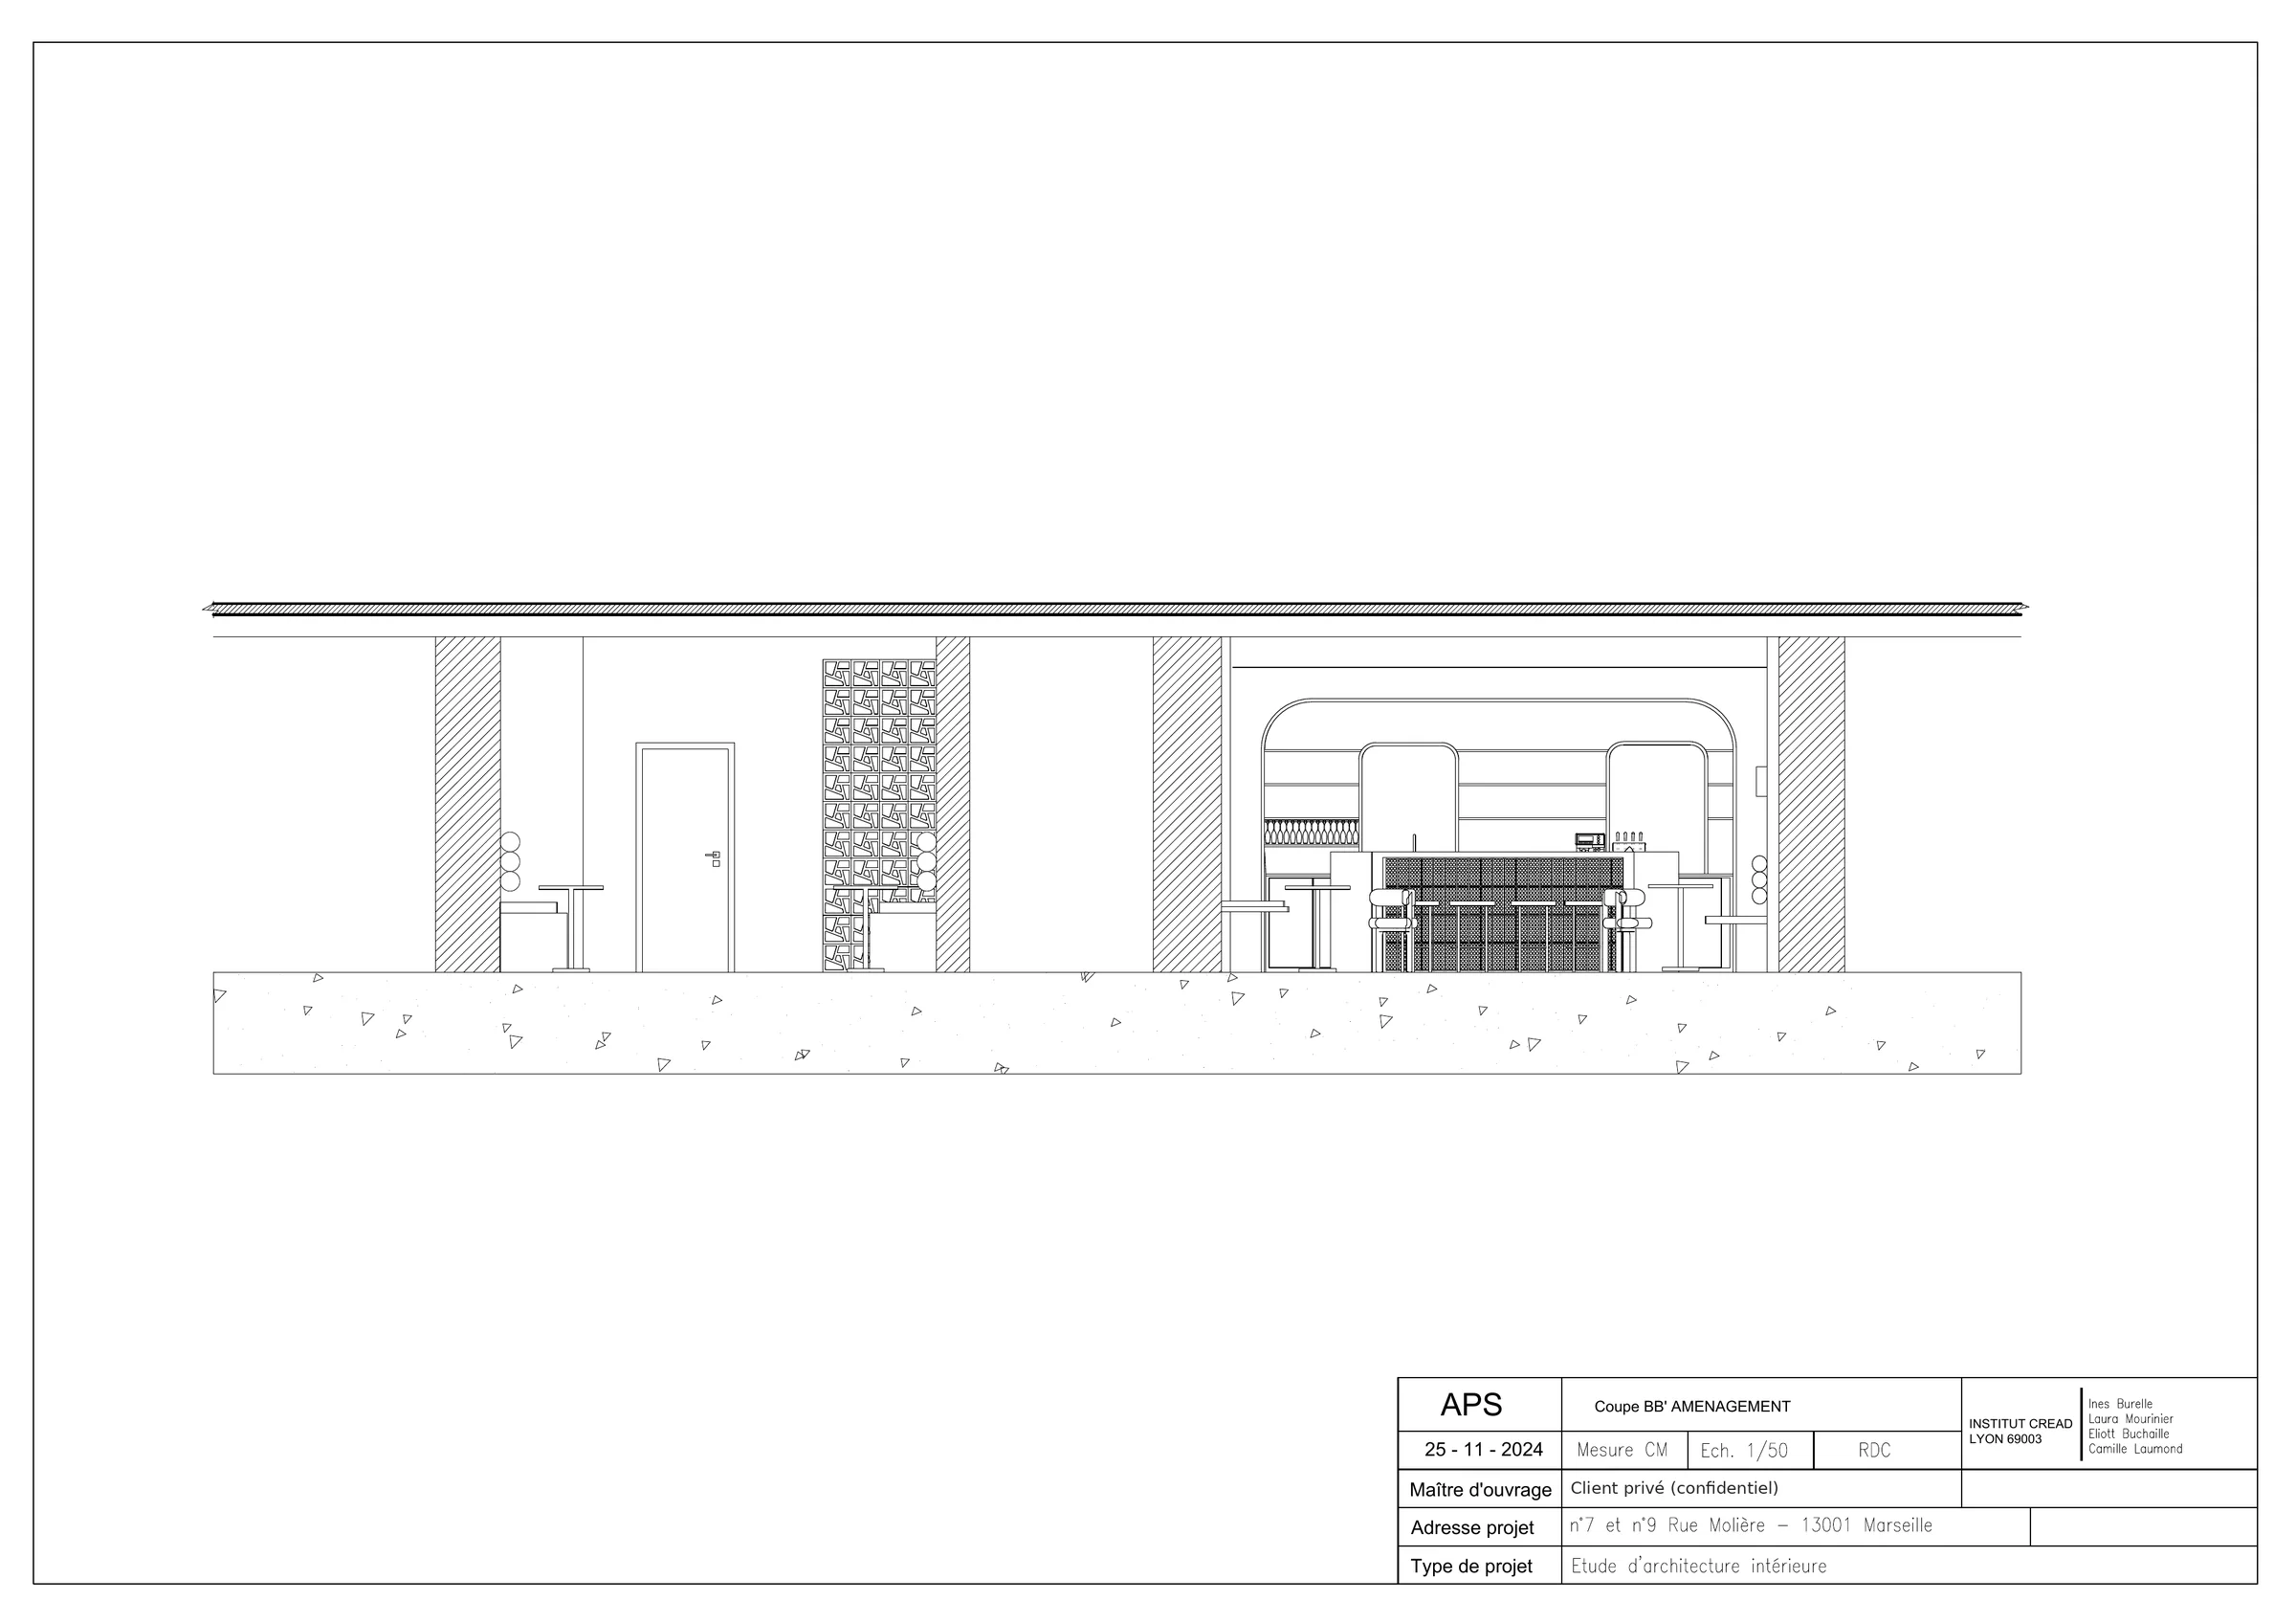 APS
Coupe BB' AMENAGEMENT
25 - 11 - 2024
Mesure CM
Ech. 1/50
RDC
INSTITUT CREAD
LYON 69003
Ines Burelle
Laura Mourinier
Eliott Buchaille
Camille Laumond
Maître d'ouvrage
Client privé (confidentiel)
Adresse projet
n°7 et n°9 Rue Molière – 13001 Marseille
Type de projet
Etude d'architecture intérieure